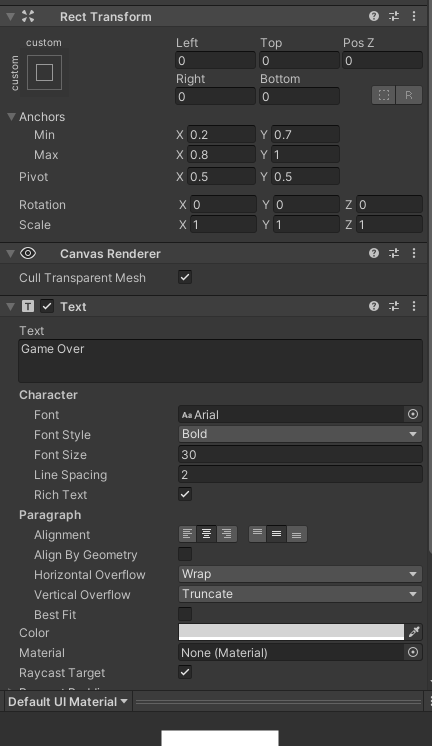 Rect Transform
custom
custom
Left Top Pos Z
0 0 0
Right Bottom
0 0
R
Anchors
Min X 0.2 Y 0.7
Max X 0.8 Y 1
Pivot X 0.5 Y 0.5
Rotation X 0 Y 0 Z 0
Scale X 1 Y 1 Z 1
Canvas Renderer
Cull Transparent Mesh
T Text
Text
Game Over
Character
Font Aa Arial
Font Style Bold
Font Size 30
Line Spacing 2
Rich Text
Paragraph
Alignment
Align By Geometry
Horizontal Overflow Wrap
Vertical Overflow Truncate
Best Fit
Color
Material None (Material)
Raycast Target
Default UI Material